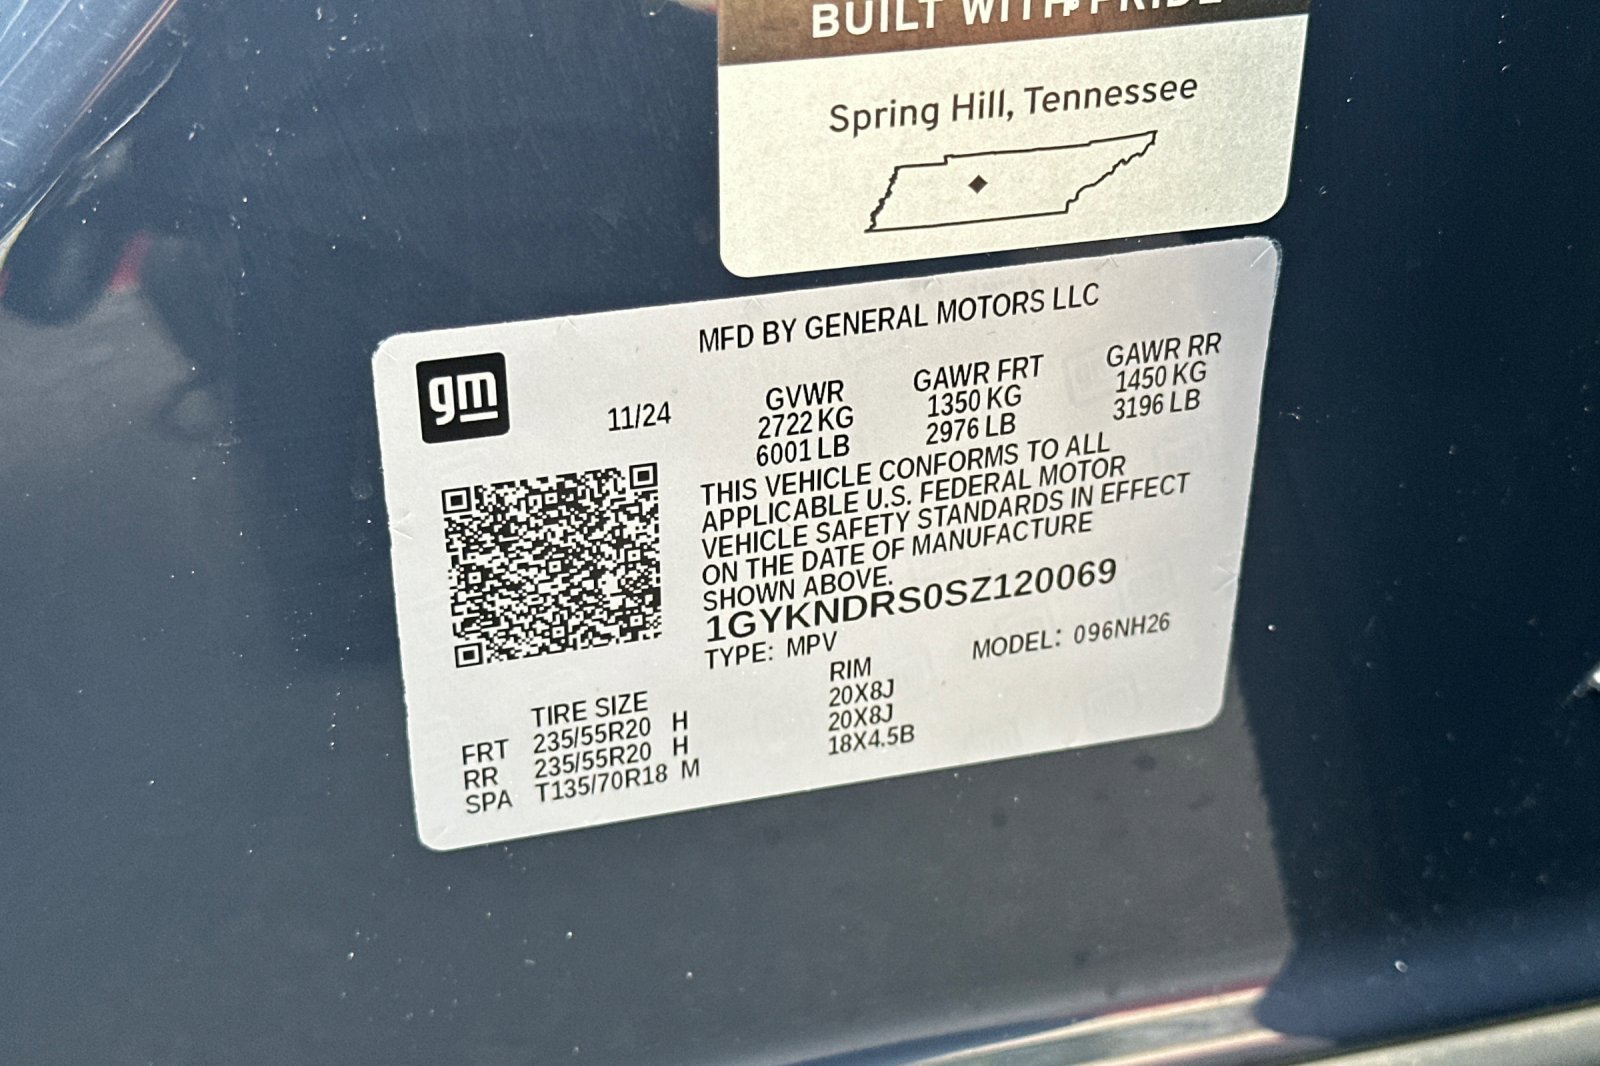 BUILT WITH PRIDE
Spring Hill, Tennessee
MFD BY GENERAL MOTORS LLC
gm
11/24
GVWR
2722 KG
6001 LB
GAWR FRT
1350 KG
2976 LB
GAWR RR
1450 KG
3196 LB
THIS VEHICLE CONFORMS TO ALL
APPLICABLE U.S. FEDERAL MOTOR
VEHICLE SAFETY STANDARDS IN EFFECT
ON THE DATE OF MANUFACTURE
SHOWN ABOVE.
1GYKNDRS0SZ120069
TYPE: MPV MODEL: 096NH26
TIRE SIZE RIM
FRT 235/55R20 H 20X8J
RR 235/55R20 H 20X8J
SPA T135/70R18 M 18X4.5B